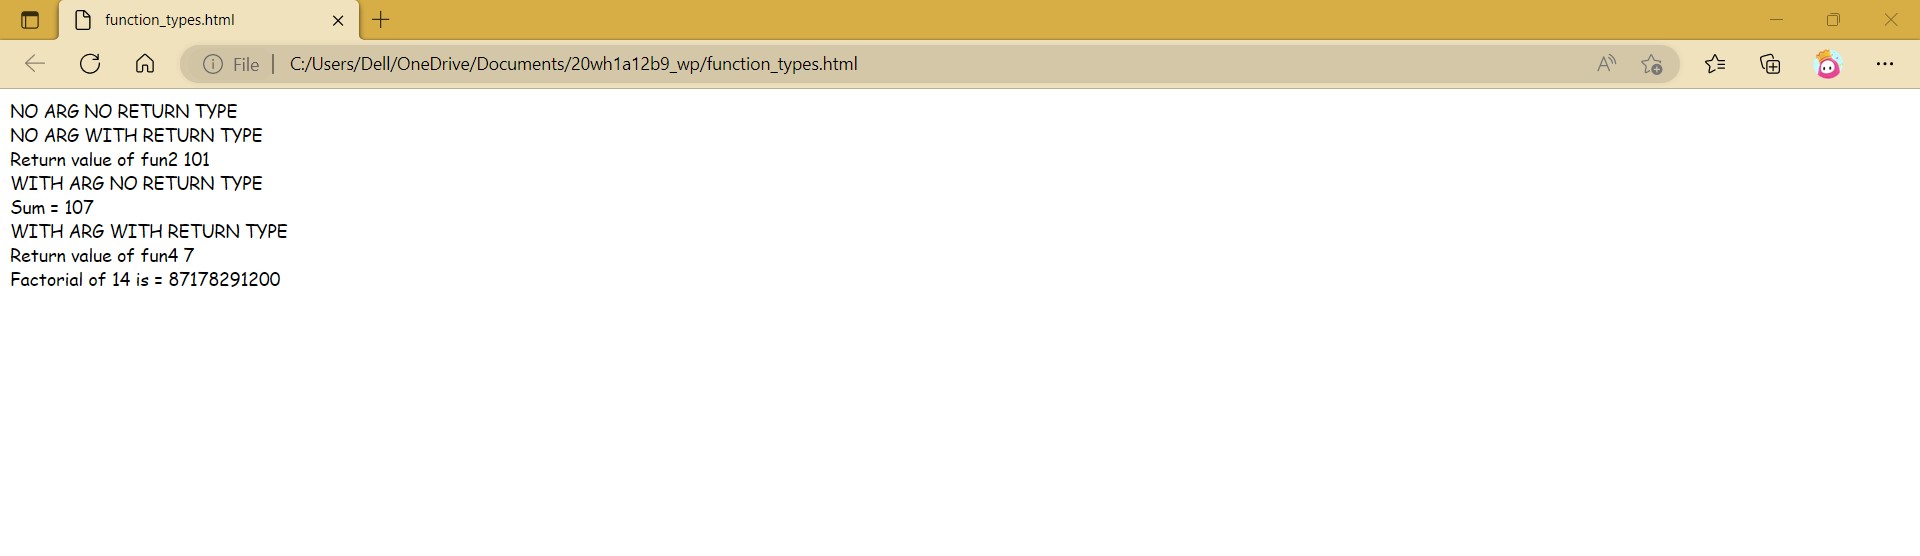 function_types.html
File | C:/Users/Dell/OneDrive/Documents/20wh1a12b9_wp/function_types.html
NO ARG NO RETURN TYPE
NO ARG WITH RETURN TYPE
Return value of fun2 101
WITH ARG NO RETURN TYPE
Sum = 107
WITH ARG WITH RETURN TYPE
Return value of fun4 7
Factorial of 14 is = 87178291200